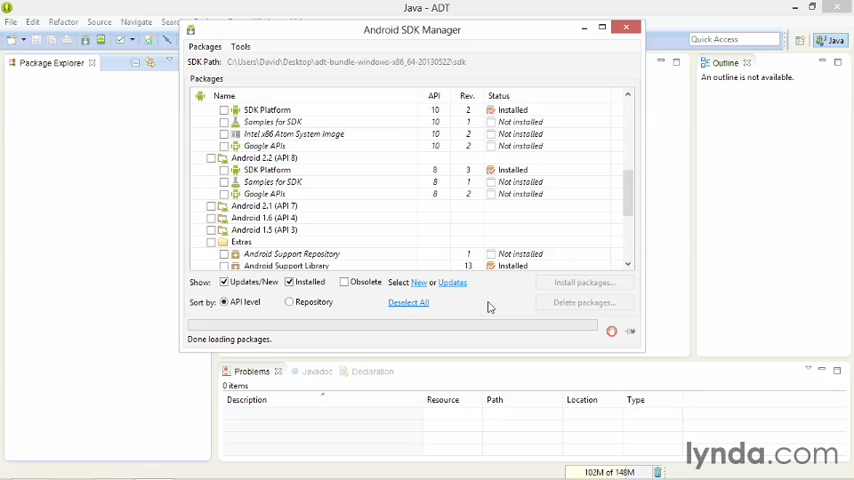 Java - ADT
File Edit Refactor Source Navigate
Android SDK Manager
Packages Tools
SDK Path: C:\Users\David\Desktop\adt-bundle-windows-x86_64-20130522\sdk
Packages
Quick Access
Java
Package Explorer
Outline
An outline is not available.
Name API Rev. Status
SDK Platform 10 2 Installed
Samples for SDK 10 1 Not installed
Intel x86 Atom System Image 10 2 Not installed
Google APIs 10 2 Not installed
Android 2.2 (API 8)
SDK Platform 8 3 Installed
Samples for SDK 8 1 Not installed
Google APIs 8 2 Not installed
Android 2.1 (API 7)
Android 1.6 (API 4)
Android 1.5 (API 3)
Extras
Android Support Repository 1 Not installed
Android Support Library 13 Installed
Show: Updates/New Installed Obsolete Select New or Updates Install packages...
Sort by: API level Repository Deselect All Delete packages...
Done loading packages.
Problems Javadoc Declaration
0 items
Description Resource Path Location Type
lynda.com
102M of 148M